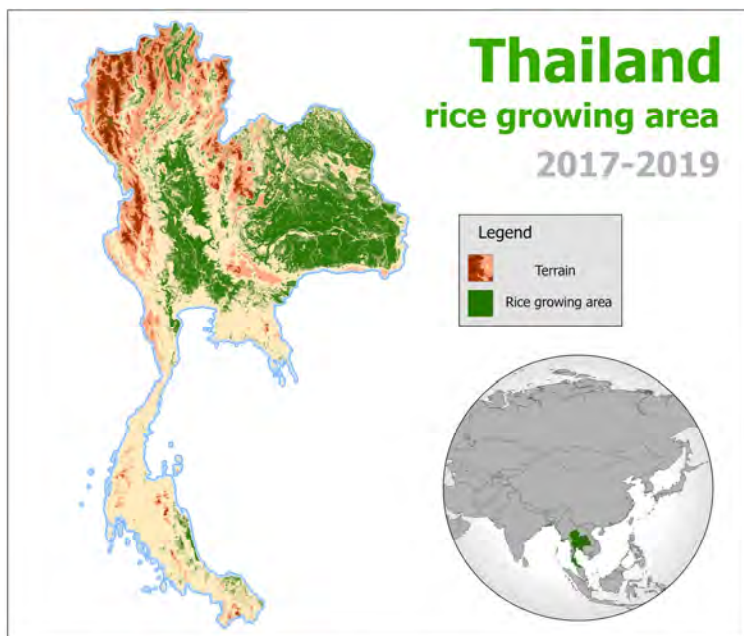 Thailand
rice growing area
2017-2019
Legend
Terrain
Rice growing area